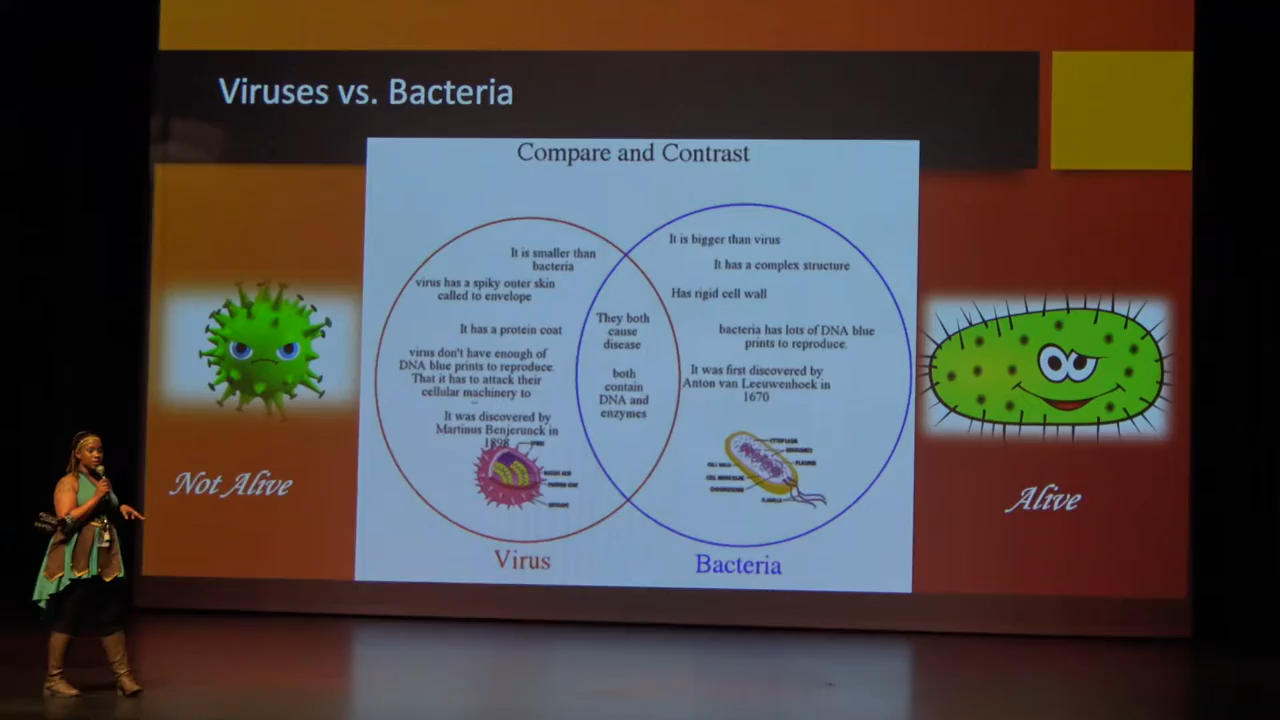 Viruses vs. Bacteria
Compare and Contrast
It is smaller than
bacteria
virus has a spiky outer skin
called to envelope
It has a protein coat
virus don't have enough of
DNA blue prints to reproduce.
That it has to attack their
cellular machinery to
It was discovered by
Martinus Benjerunck in
1898
They both
cause
disease
both
contain
DNA and
enzymes
It is bigger than virus
It has a complex structure
Has rigid cell wall
bacteria has lots of DNA blue
prints to reproduce.
It was first discovered by
Anton van Leeuwenhoek in
1670
Not Alive
Alive
Virus
Bacteria